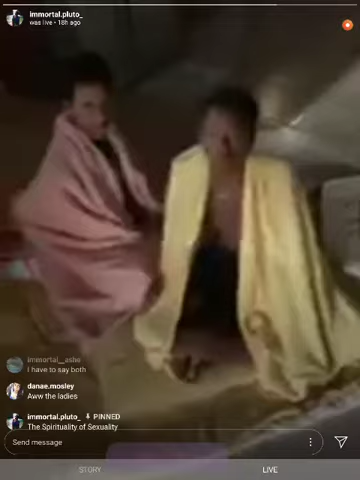 immortal.pluto_
was live • 18h ago
immortal__ashe
I have to say both
danae.mosley
Aww the ladies
immortal.pluto_ PINNED
The Spirituality of Sexuality
Send message
STORY LIVE